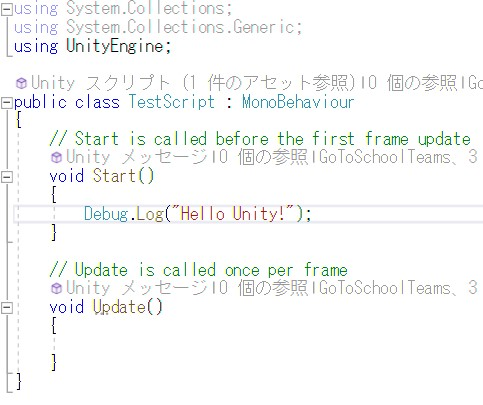 using System.Collections;
using System.Collections.Generic;
using UnityEngine;
Unity スクリプト (1 件のアセット参照)|0 個の参照|Go
public class TestScript : MonoBehaviour
{
// Start is called before the first frame update
Unity メッセージ|0 個の参照|GoToSchoolTeams、3
void Start()
{
Debug.Log("Hello Unity!");
}
// Update is called once per frame
Unity メッセージ|0 個の参照|GoToSchoolTeams、3
void Update()
{
}
}